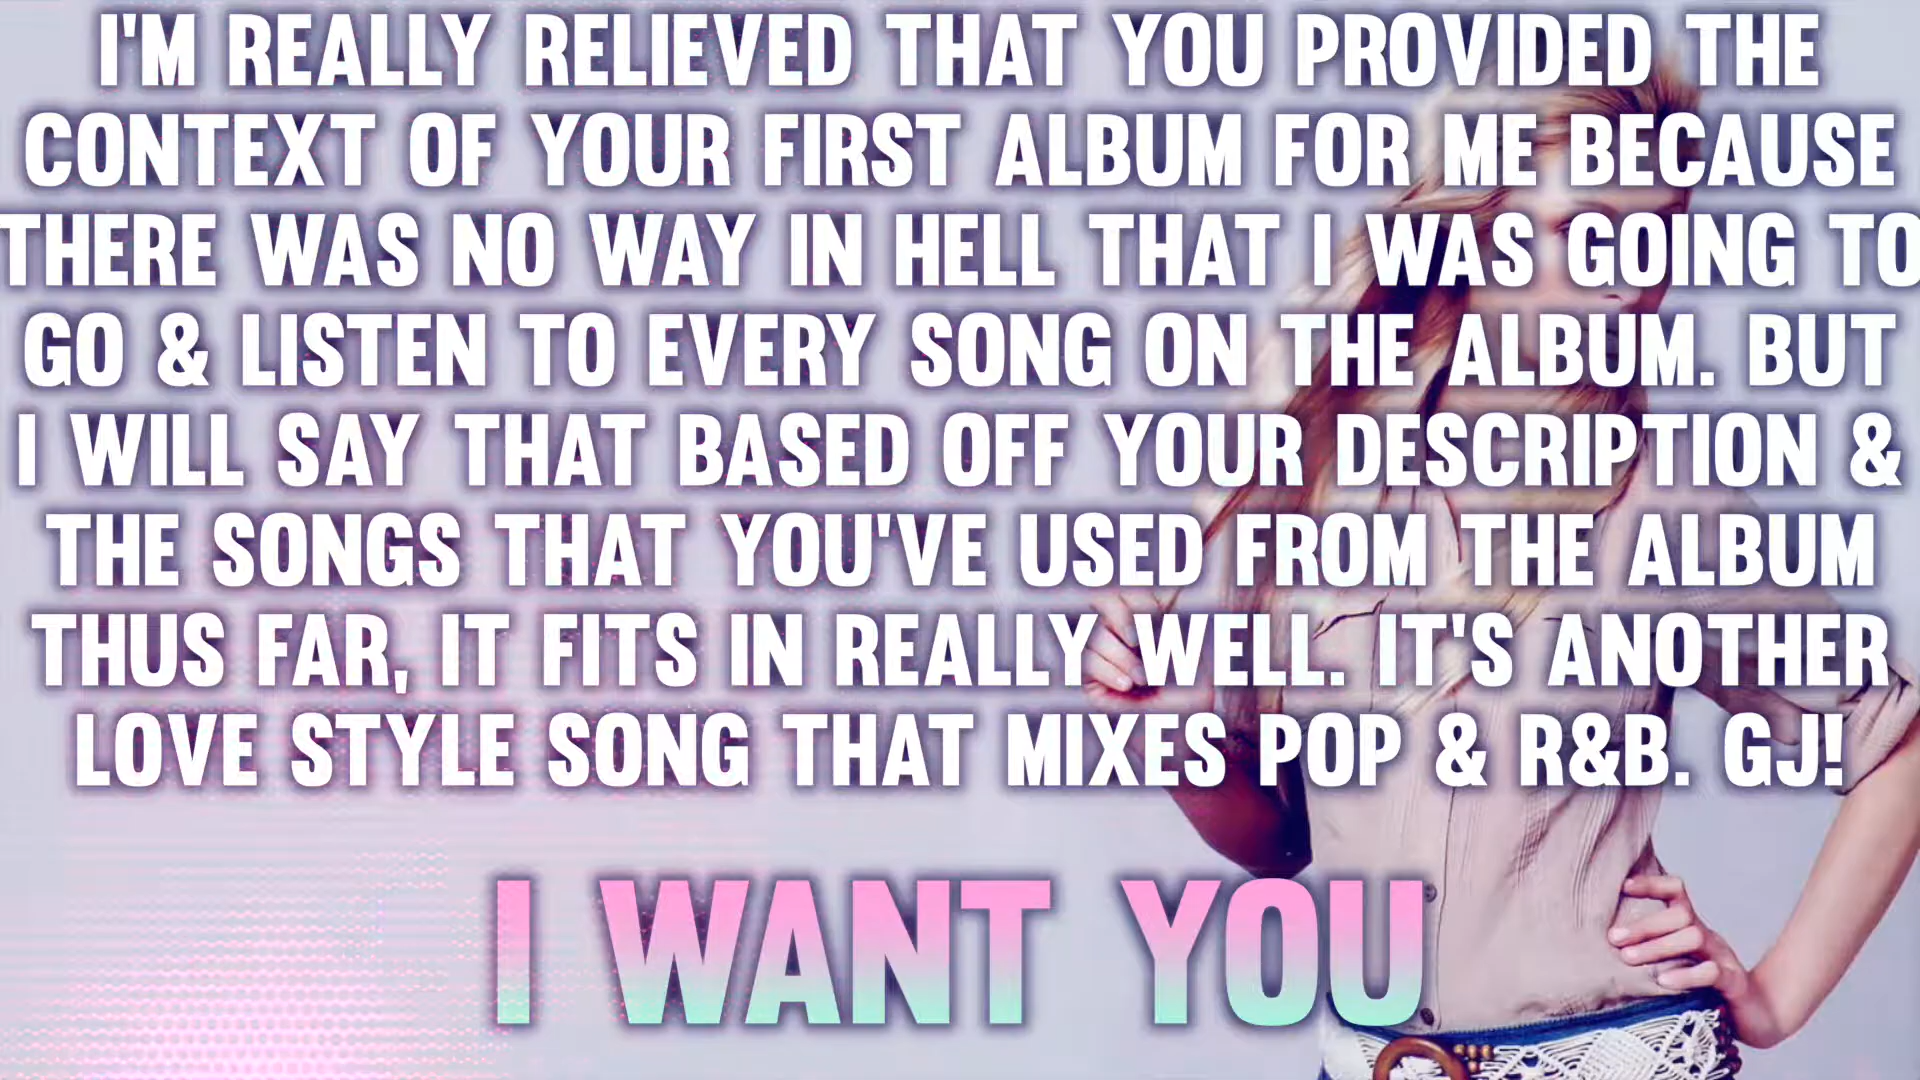 I'M REALLY RELIEVED THAT YOU PROVIDED THE
CONTEXT OF YOUR FIRST ALBUM FOR ME BECAUSE
THERE WAS NO WAY IN HELL THAT I WAS GOING TO
GO & LISTEN TO EVERY SONG ON THE ALBUM. BUT
I WILL SAY THAT BASED OFF YOUR DESCRIPTION &
THE SONGS THAT YOU'VE USED FROM THE ALBUM
THUS FAR, IT FITS IN REALLY WELL. IT'S ANOTHER
LOVE STYLE SONG THAT MIXES POP & R&B. GJ!
I WANT YOU